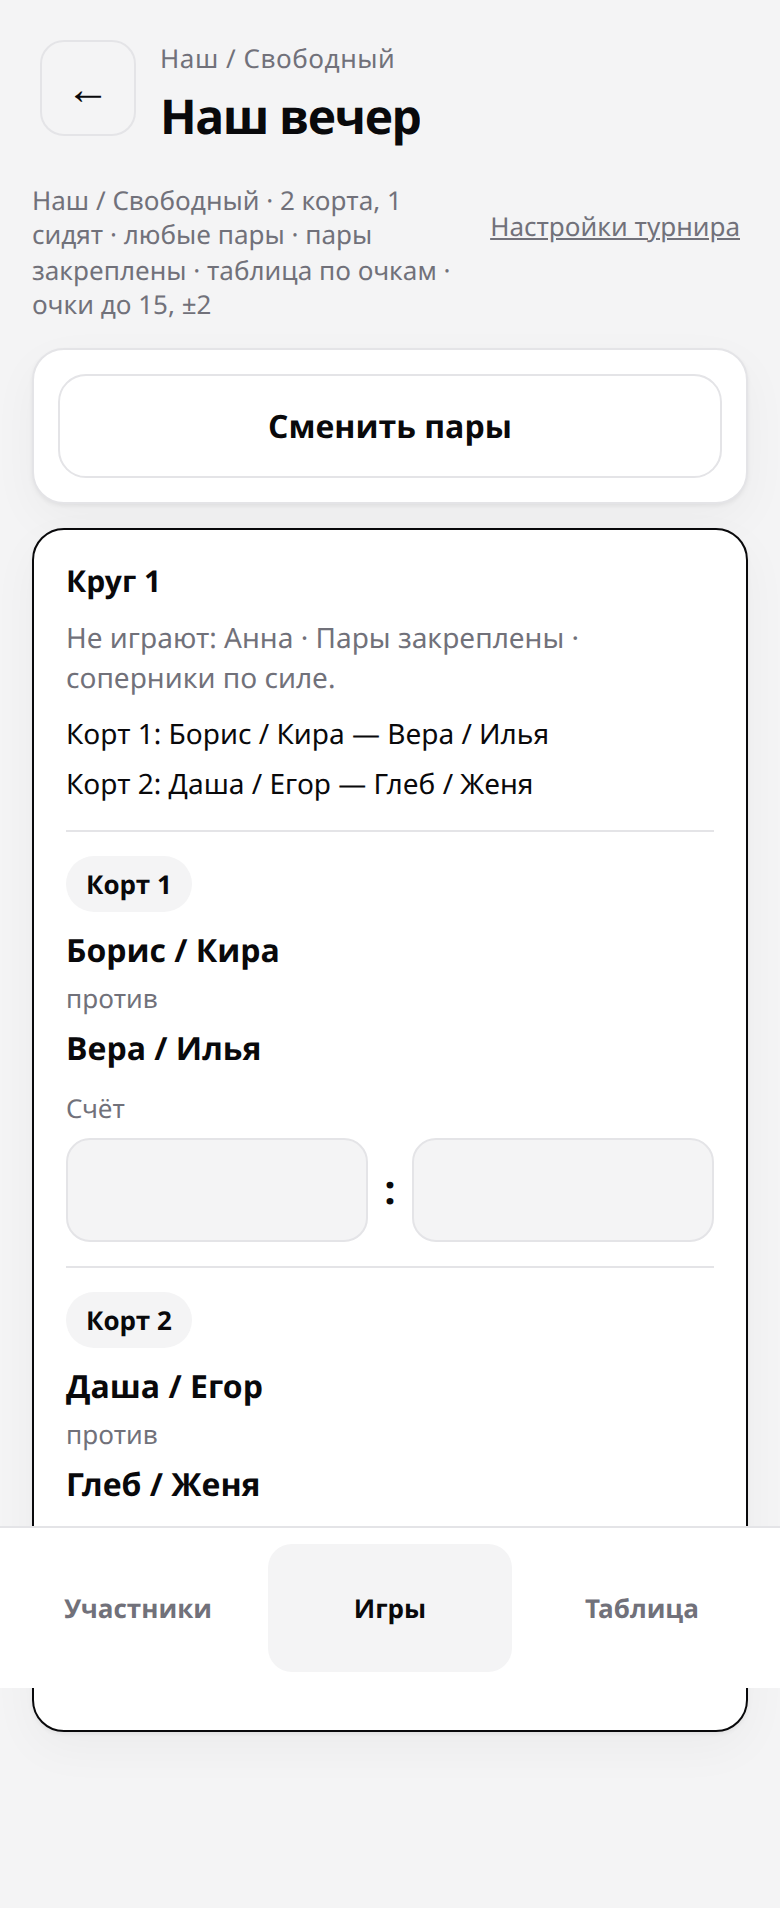 ←
Наш / Свободный
Наш вечер
Наш / Свободный · 2 корта, 1
сидят · любые пары · пары
закреплены · таблица по очкам ·
очки до 15, ±2
Настройки турнира
Сменить пары
Круг 1
Не играют: Анна · Пары закреплены ·
соперники по силе.
Корт 1: Борис / Кира — Вера / Илья
Корт 2: Даша / Егор — Глеб / Женя
Корт 1
Борис / Кира
против
Вера / Илья
Счёт
:
Корт 2
Даша / Егор
против
Глеб / Женя
Участники
Игры
Таблица